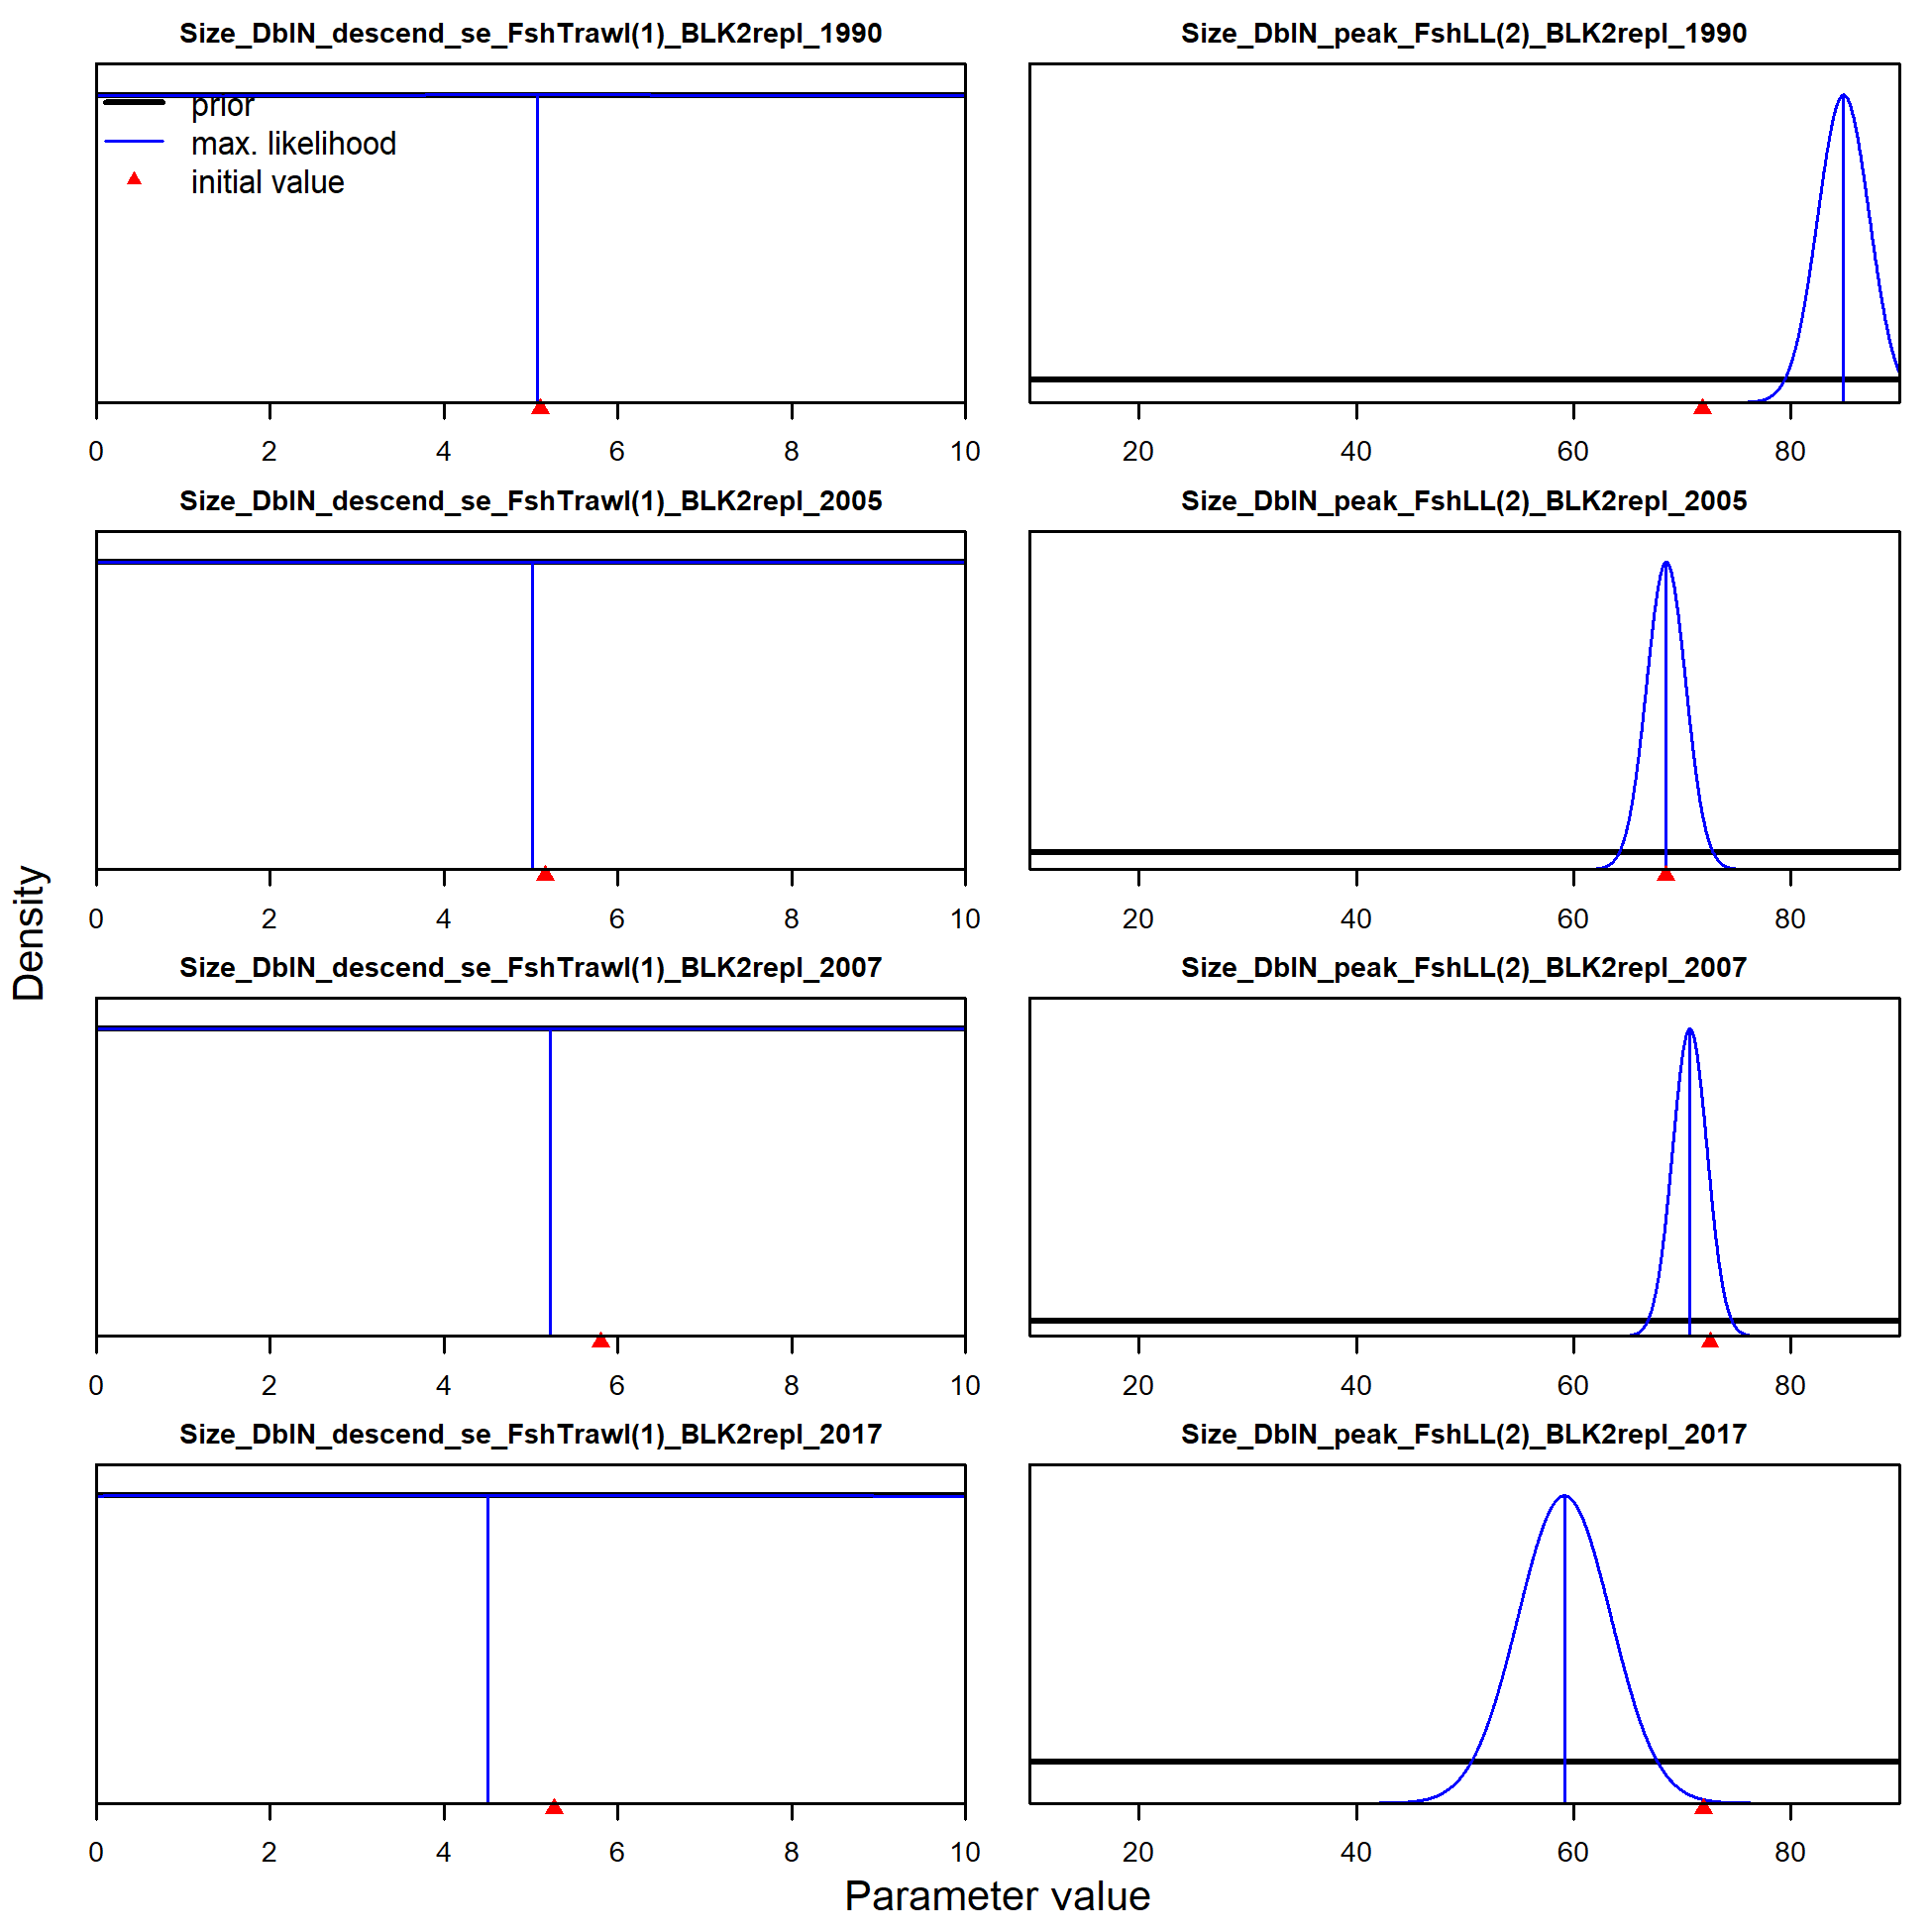 Size_DblN_descend_se_FshTrawl(1)_BLK2repl_1990
prior
max. likelihood
initial value
0 2 4 6 8 10
Size_DblN_peak_FshLL(2)_BLK2repl_1990
20 40 60 80
Size_DblN_descend_se_FshTrawl(1)_BLK2repl_2005
0 2 4 6 8 10
Size_DblN_peak_FshLL(2)_BLK2repl_2005
20 40 60 80
Size_DblN_descend_se_FshTrawl(1)_BLK2repl_2007
0 2 4 6 8 10
Size_DblN_peak_FshLL(2)_BLK2repl_2007
20 40 60 80
Size_DblN_descend_se_FshTrawl(1)_BLK2repl_2017
0 2 4 6 8 10
Size_DblN_peak_FshLL(2)_BLK2repl_2017
20 40 60 80
Density
Parameter value